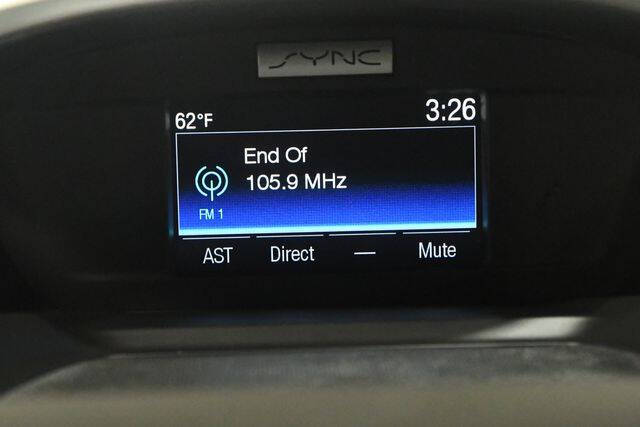 SYNC
62°F 3:26
End Of
105.9 MHz
FM 1
AST Direct — Mute